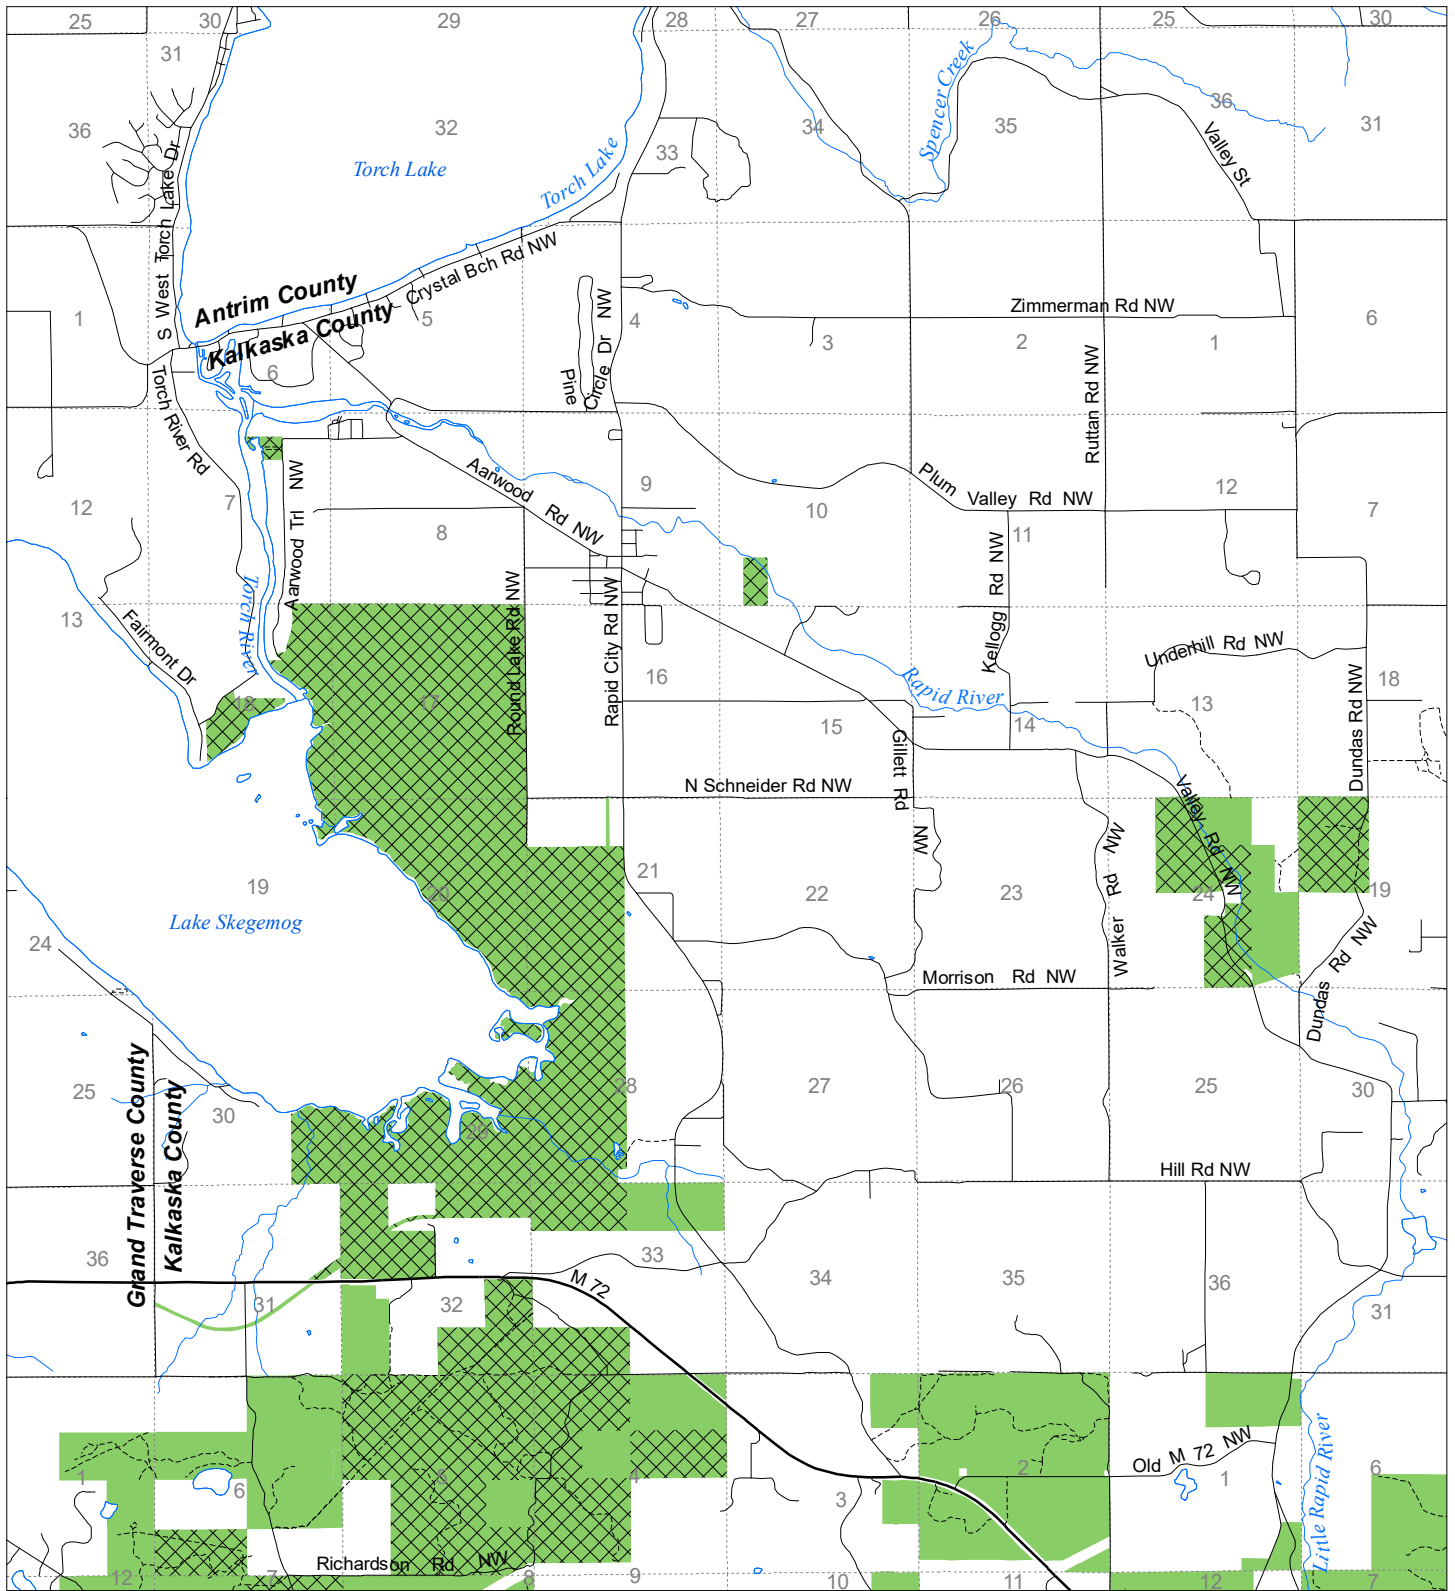 25
30
29
28
27
26
25
30
31
36
32
33
34
35
36
31
Spencer Creek
Valley St
Torch Lake
Torch Lake
S West Torch Lake Dr
Antrim County
Kalkaska County
Crystal Bch Rd NW
1
5
4
3
2
1
6
6
Zimmerman Rd NW
Pine Circle Dr NW
Ruttan Rd NW
Torch River Rd
Aarwood Rd NW
Aarwood Trl NW
Plum Valley Rd NW
12
7
8
9
10
11
12
7
Kellogg Rd NW
Torch River
Round Lake Rd NW
Rapid City Rd NW
13
Fairmont Dr
18
17
16
15
14
13
18
Underhill Rd NW
Rapid River
Gillett Rd NW
Dundas Rd NW
N Schneider Rd NW
Valley Rd NW
Walker Rd NW
19
20
21
22
23
24
19
Lake Skegemog
24
Morrison Rd NW
Dundas Rd NW
Grand Traverse County
Kalkaska County
25
30
29
28
27
26
25
30
Hill Rd NW
36
31
32
33
34
35
36
31
M 72
Old M 72 NW
Little Rapid River
1
6
5
4
3
2
1
6
Richardson Rd NW
12
7
8
9
10
11
12
7